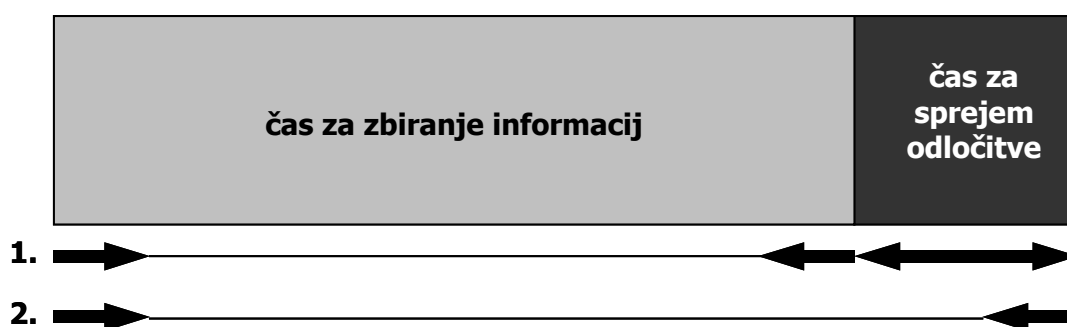 čas za zbiranje informacij
čas za
sprejem
odločitve
1.
2.